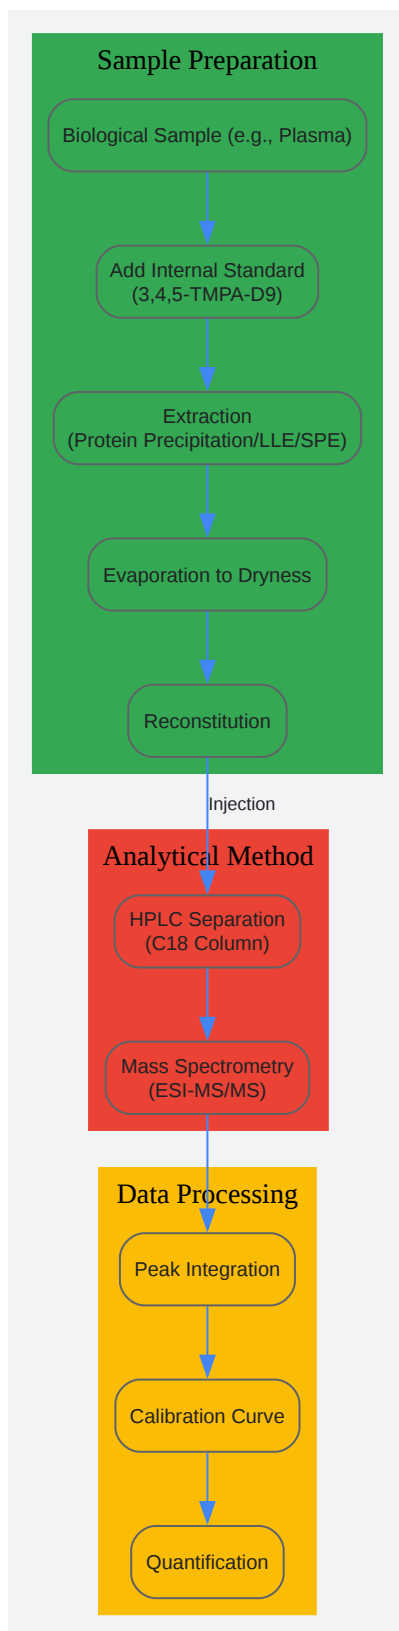 Sample Preparation
Biological Sample (e.g., Plasma)
Add Internal Standard
(3,4,5-TMPA-D9)
Extraction
(Protein Precipitation/LLE/SPE)
Evaporation to Dryness
Reconstitution
Injection
Analytical Method
HPLC Separation
(C18 Column)
Mass Spectrometry
(ESI-MS/MS)
Data Processing
Peak Integration
Calibration Curve
Quantification